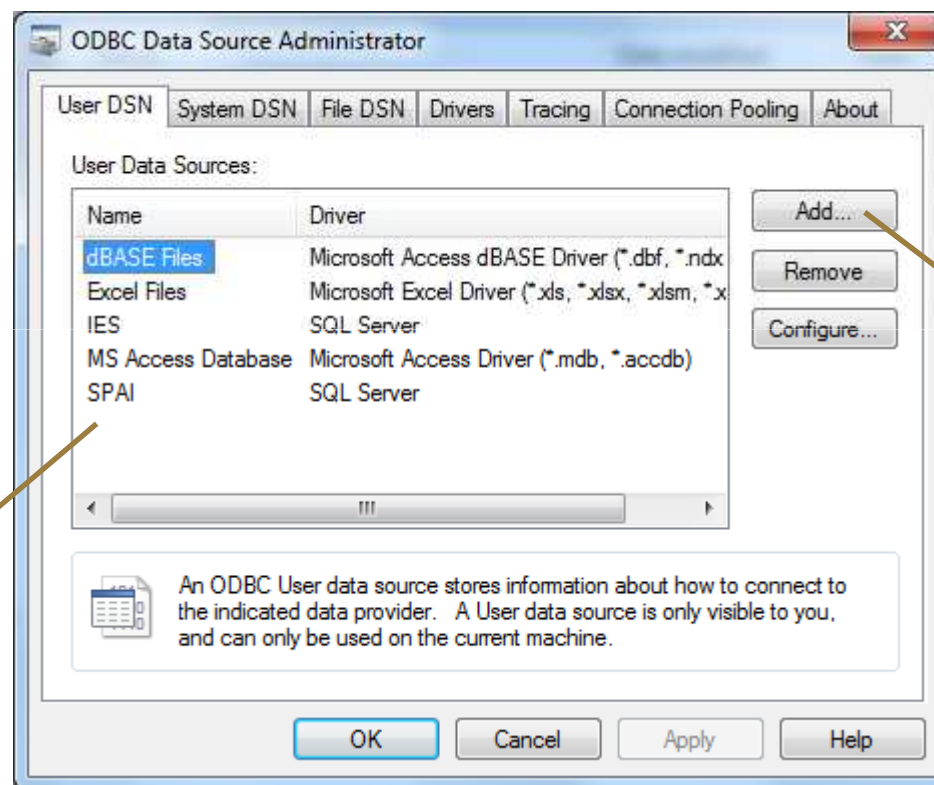 ODBC Data Source Administrator
User DSN System DSN File DSN Drivers Tracing Connection Pooling About
User Data Sources:
Name Driver
dBASE Files Microsoft Access dBASE Driver (*.dbf, *.ndx
Excel Files Microsoft Excel Driver (*.xls, *.xlsx, *.xlsm, *.x
IES SQL Server
MS Access Database Microsoft Access Driver (*.mdb, *.accdb)
SPAI SQL Server
Add...
Remove
Configure...
An ODBC User data source stores information about how to connect to
the indicated data provider. A User data source is only visible to you,
and can only be used on the current machine.
OK Cancel Apply Help